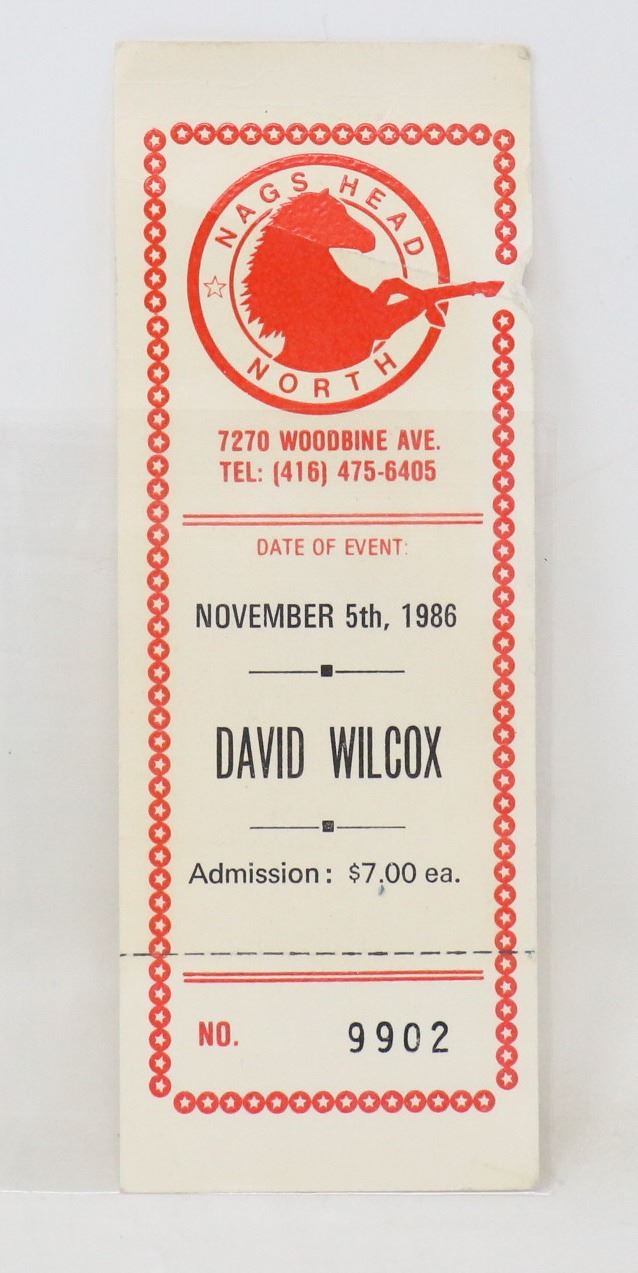 NAGS HEAD
NORTH
7270 WOODBINE AVE.
TEL: (416) 475-6405
DATE OF EVENT:
NOVEMBER 5th, 1986
DAVID WILCOX
Admission: $7.00 ea.
NO. 9902